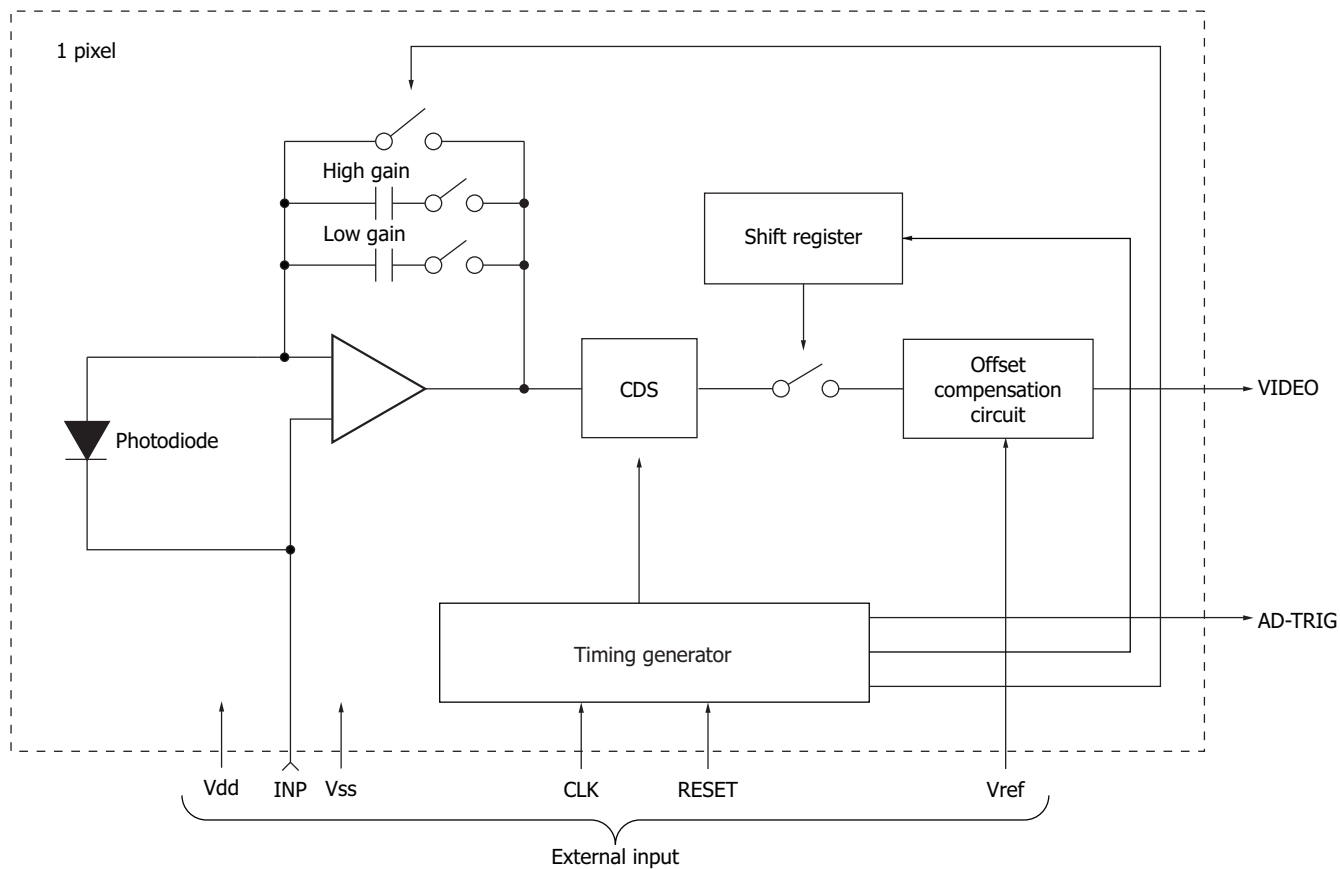 1 pixel
High gain
Low gain
Shift register
Photodiode
CDS
Offset
compensation
circuit
VIDEO
Timing generator
AD-TRIG
Vdd
INP
Vss
CLK
RESET
Vref
External input